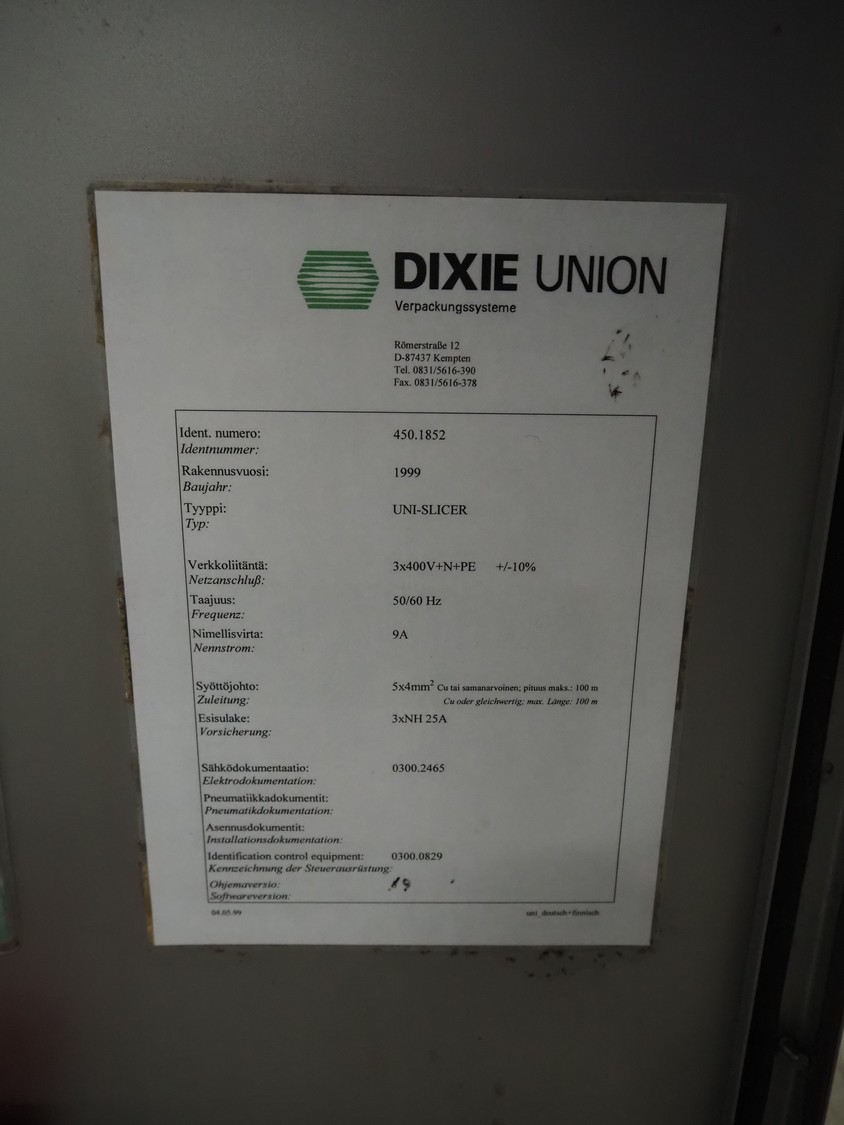 DIXIE UNION
Verpackungssysteme
Römerstraße 12
D-87437 Kempten
Tel. 0831/5616-390
Fax. 0831/5616-378
Ident. numero: 450.1852
Identnummer:
Rakennusvuosi: 1999
Baujahr:
Tyyppi: UNI-SLICER
Typ:
Verkkoliitäntä: 3x400V+N+PE +/-10%
Netzanschluß:
Taajuus: 50/60 Hz
Frequenz:
Nimellisvirta: 9A
Nennstrom:
Syöttöjohto: 5x4mm² Cu tai samanarvoinen; pituus maks.: 100 m
Zuleitung: Cu oder gleichwertig; max. Länge: 100 m
Esisulake: 3xNH 25A
Vorsicherung:
Sähködokumentaatio: 0300.2465
Elektrodokumentation:
Pneumatiikkadokumentit:
Pneumatikdokumentation:
Asennusdokumentit:
Installationsdokumentation:
Identification control equipment: 0300.0829
Kennzeichnung der Steuerausrüstung:
Ohjemaversio:
Softwareversion:
04.05.99 uni_deutsch+finnisch